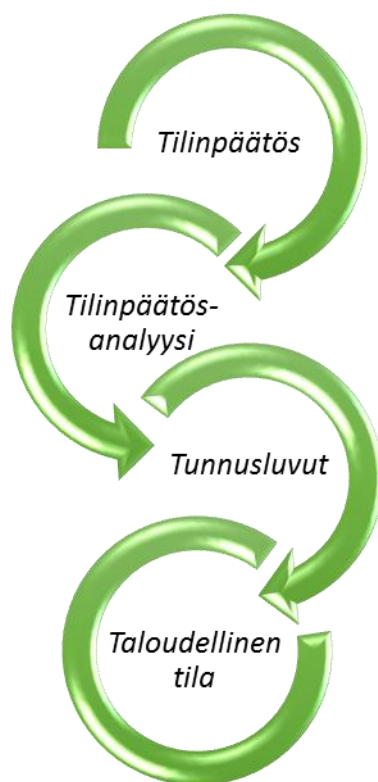 Tilinpäätös
Tilinpäätös-
analyysi
Tunnusluvut
Taloudellinen
tila